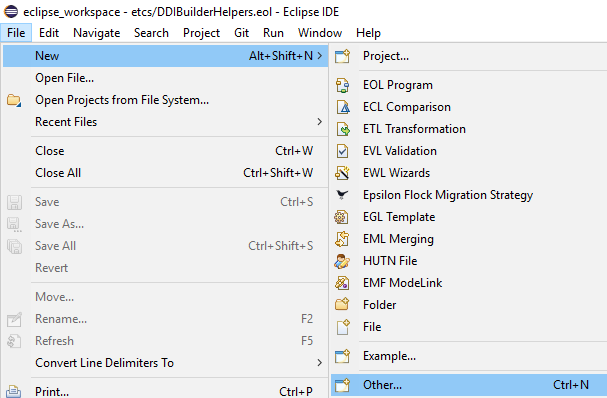 eclipse_workspace - etcs/DDIBuilderHelpers.eol - Eclipse IDE
File Edit Navigate Search Project Git Run Window Help
New Alt+Shift+N >
Open File...
Open Projects from File System...
Recent Files >
Close Ctrl+W
Close All Ctrl+Shift+W
Save Ctrl+S
Save As...
Save All Ctrl+Shift+S
Revert
Move...
Rename... F2
Refresh F5
Convert Line Delimiters To >
Print... Ctrl+P
Project...
EOL Program
ECL Comparison
ETL Transformation
EVL Validation
EWL Wizards
Epsilon Flock Migration Strategy
EGL Template
EML Merging
HUTN File
EMF ModeLink
Folder
File
Example...
Other... Ctrl+N